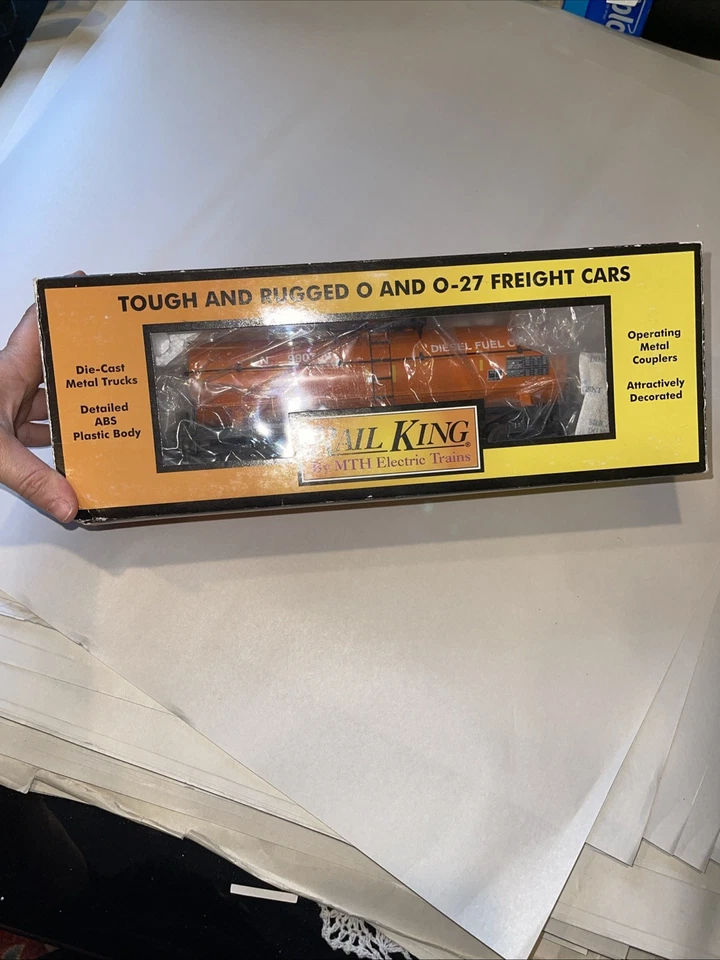 TOUGH AND RUGGED O AND O-27 FREIGHT CARS
Die-Cast
Metal Trucks
Detailed
ABS
Plastic Body
DIESEL FUEL
Operating
Metal
Couplers
Attractively
Decorated
RAIL KING®
By MTH Electric Trains